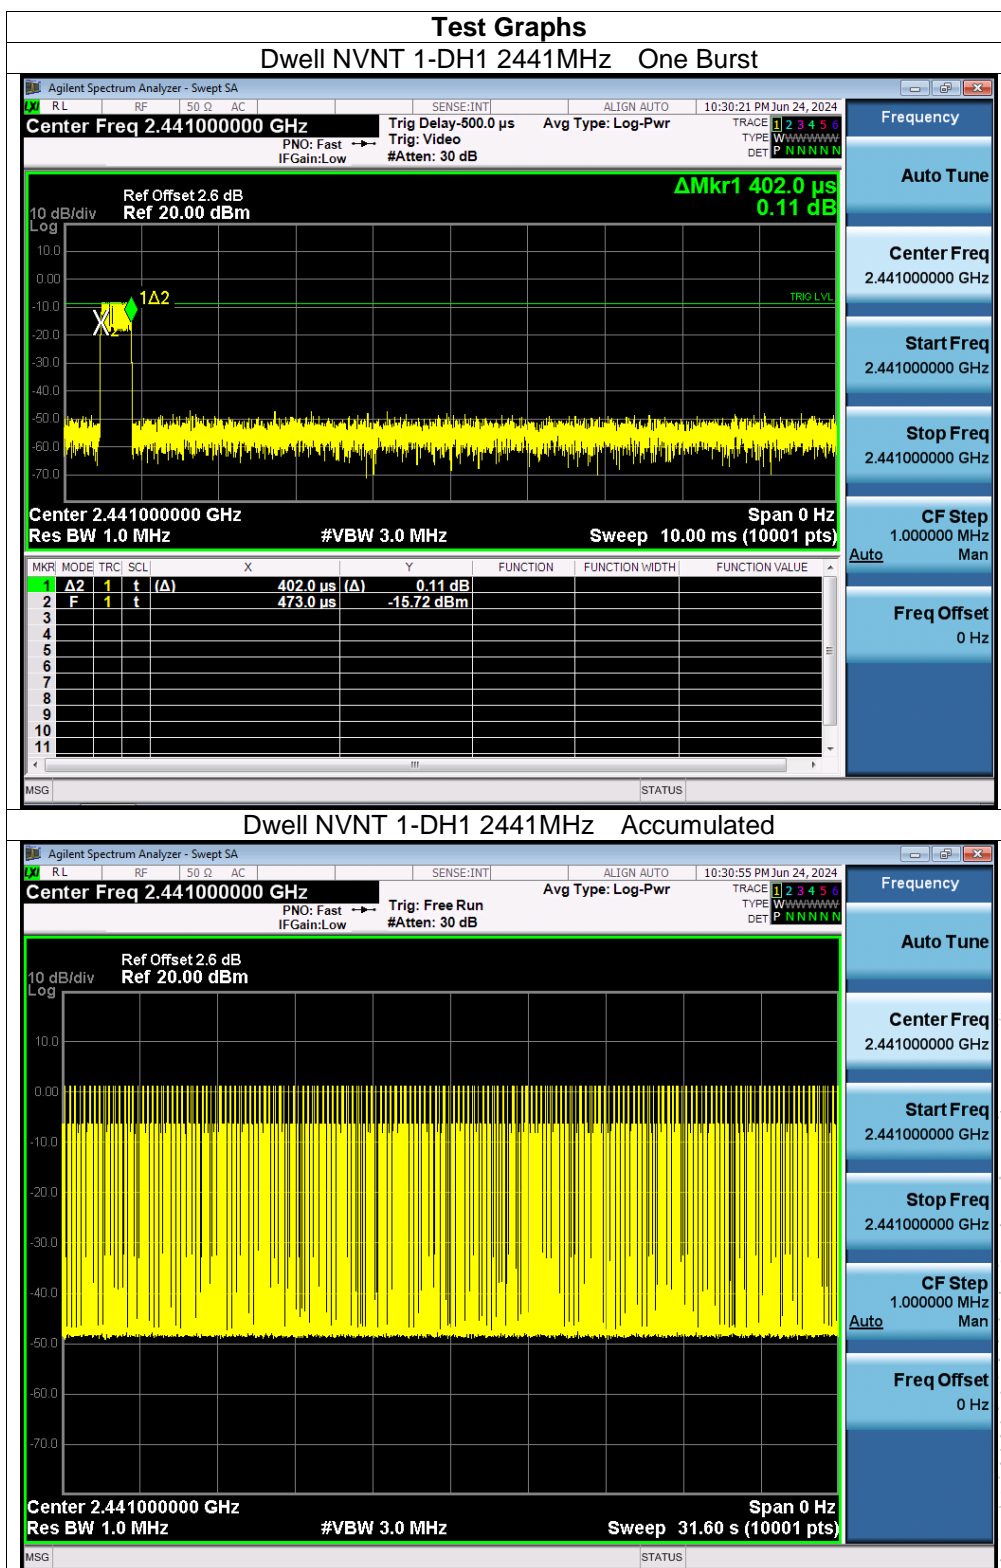 Test Graphs
Dwell NVNT 1-DH1 2441MHz One Burst
Agilent Spectrum Analyzer - Swept SA
LXI RL RF 50 Ω AC SENSE:INT ALIGN AUTO 10:30:21 PM Jun 24, 2024
Center Freq 2.441000000 GHz Trig Delay-500.0 µs Avg Type: Log-Pwr TRACE 1 2 3 4 5 6
PNO: Fast Trig: Video TYPE WWWWWW
IFGain:Low #Atten: 30 dB DET P N N N N N
Frequency
ΔMkr1 402.0 µs
0.11 dB
Ref Offset 2.6 dB
10 dB/div Ref 20.00 dBm
Log
10.0
0.00
-10.0
-20.0
-30.0
-40.0
-50.0
-60.0
-70.0
1Δ2
2
TRIG LVL
Center 2.441000000 GHz Span 0 Hz
Res BW 1.0 MHz #VBW 3.0 MHz Sweep 10.00 ms (10001 pts)
MKR MODE TRC SCL X Y FUNCTION FUNCTION WIDTH FUNCTION VALUE
1 Δ2 1 t (Δ) 402.0 µs (Δ) 0.11 dB
2 F 1 t 473.0 µs -15.72 dBm
3
4
5
6
7
8
9
10
11
MSG STATUS
Auto Tune
Center Freq
2.441000000 GHz
Start Freq
2.441000000 GHz
Stop Freq
2.441000000 GHz
CF Step
1.000000 MHz
Auto Man
Freq Offset
0 Hz
Dwell NVNT 1-DH1 2441MHz Accumulated
Agilent Spectrum Analyzer - Swept SA
LXI RL RF 50 Ω AC SENSE:INT ALIGN AUTO 10:30:55 PM Jun 24, 2024
Center Freq 2.441000000 GHz Avg Type: Log-Pwr TRACE 1 2 3 4 5 6
PNO: Fast Trig: Free Run TYPE WWWWWW
IFGain:Low #Atten: 30 dB DET P N N N N N
Frequency
Ref Offset 2.6 dB
10 dB/div Ref 20.00 dBm
Log
10.0
0.00
-10.0
-20.0
-30.0
-40.0
-50.0
-60.0
-70.0
Center 2.441000000 GHz Span 0 Hz
Res BW 1.0 MHz #VBW 3.0 MHz Sweep 31.60 s (10001 pts)
MSG STATUS
Auto Tune
Center Freq
2.441000000 GHz
Start Freq
2.441000000 GHz
Stop Freq
2.441000000 GHz
CF Step
1.000000 MHz
Auto Man
Freq Offset
0 Hz